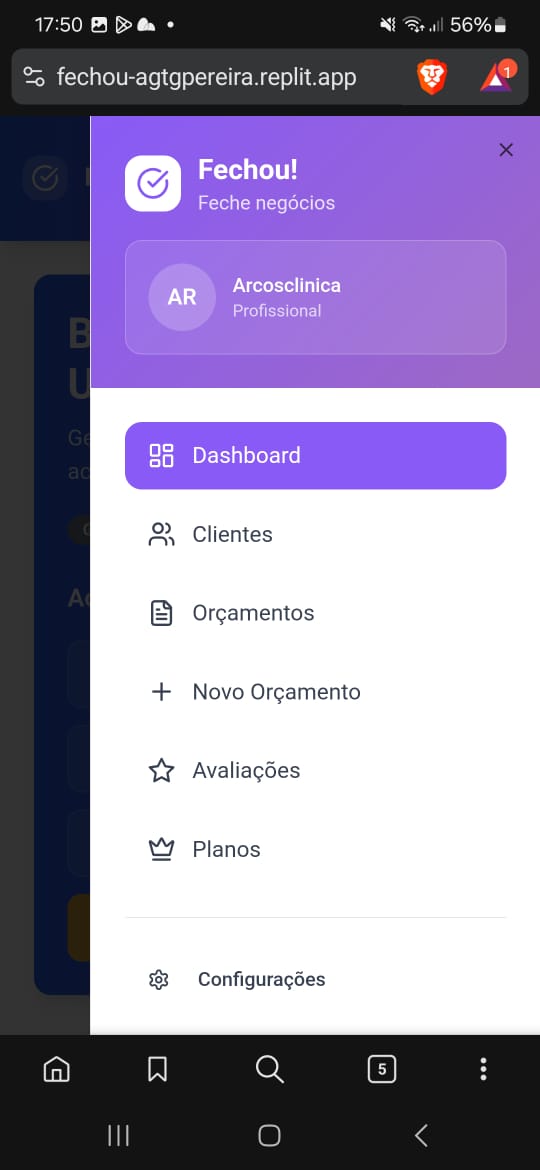 17:50
56%
fechou-agtgpereira.replit.app
1
Fechou!
Feche negócios
AR
Arcosclinica
Profissional
Dashboard
Clientes
Orçamentos
Novo Orçamento
Avaliações
Planos
Configurações
5